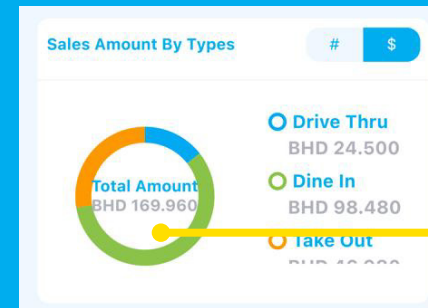 Sales Amount By Types
#
$
Total Amount
BHD 169.960
Drive Thru
BHD 24.500
Dine In
BHD 98.480
Take Out